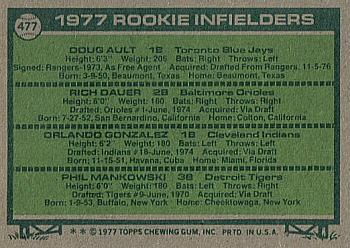 477
1977 ROOKIE INFIELDERS
DOUG AULT 1B Toronto Blue Jays
Height: 6'3" Weight: 205 Bats: Right Throws: Left
Signed: Rangers-1973, As Free Agent Acquired: Drafted From Rangers, 11-5-76
Born: 3-9-50, Beaumont, Texas Home: Beaumont, Texas
RICH DAUER 2B Baltimore Orioles
Height: 6'0" Weight: 180 Bats: Right Throws: Right
Drafted: Orioles #1-June, 1974 Acquired: Via Draft
Born: 7-27-52, San Bernardino, California Home: Colton, California
ORLANDO GONZALEZ 1B Cleveland Indians
Height: 6'2" Weight: 180 Bats: Left Throws: Left
Drafted: Indians #18-June, 1974 Acquired: Via Draft
Born: 11-15-51, Havana, Cuba Home: Miami, Florida
PHIL MANKOWSKI 3B Detroit Tigers
Height: 6'0" Weight: 180 Bats: Left Throws: Right
Drafted: Tigers #9-June, 1970 Acquired: Via Draft
Born: 1-9-53, Buffalo, New York Home: Cheektowaga, New York
** © 1977 TOPPS CHEWING GUM, INC. PRTD. IN U.S.A.